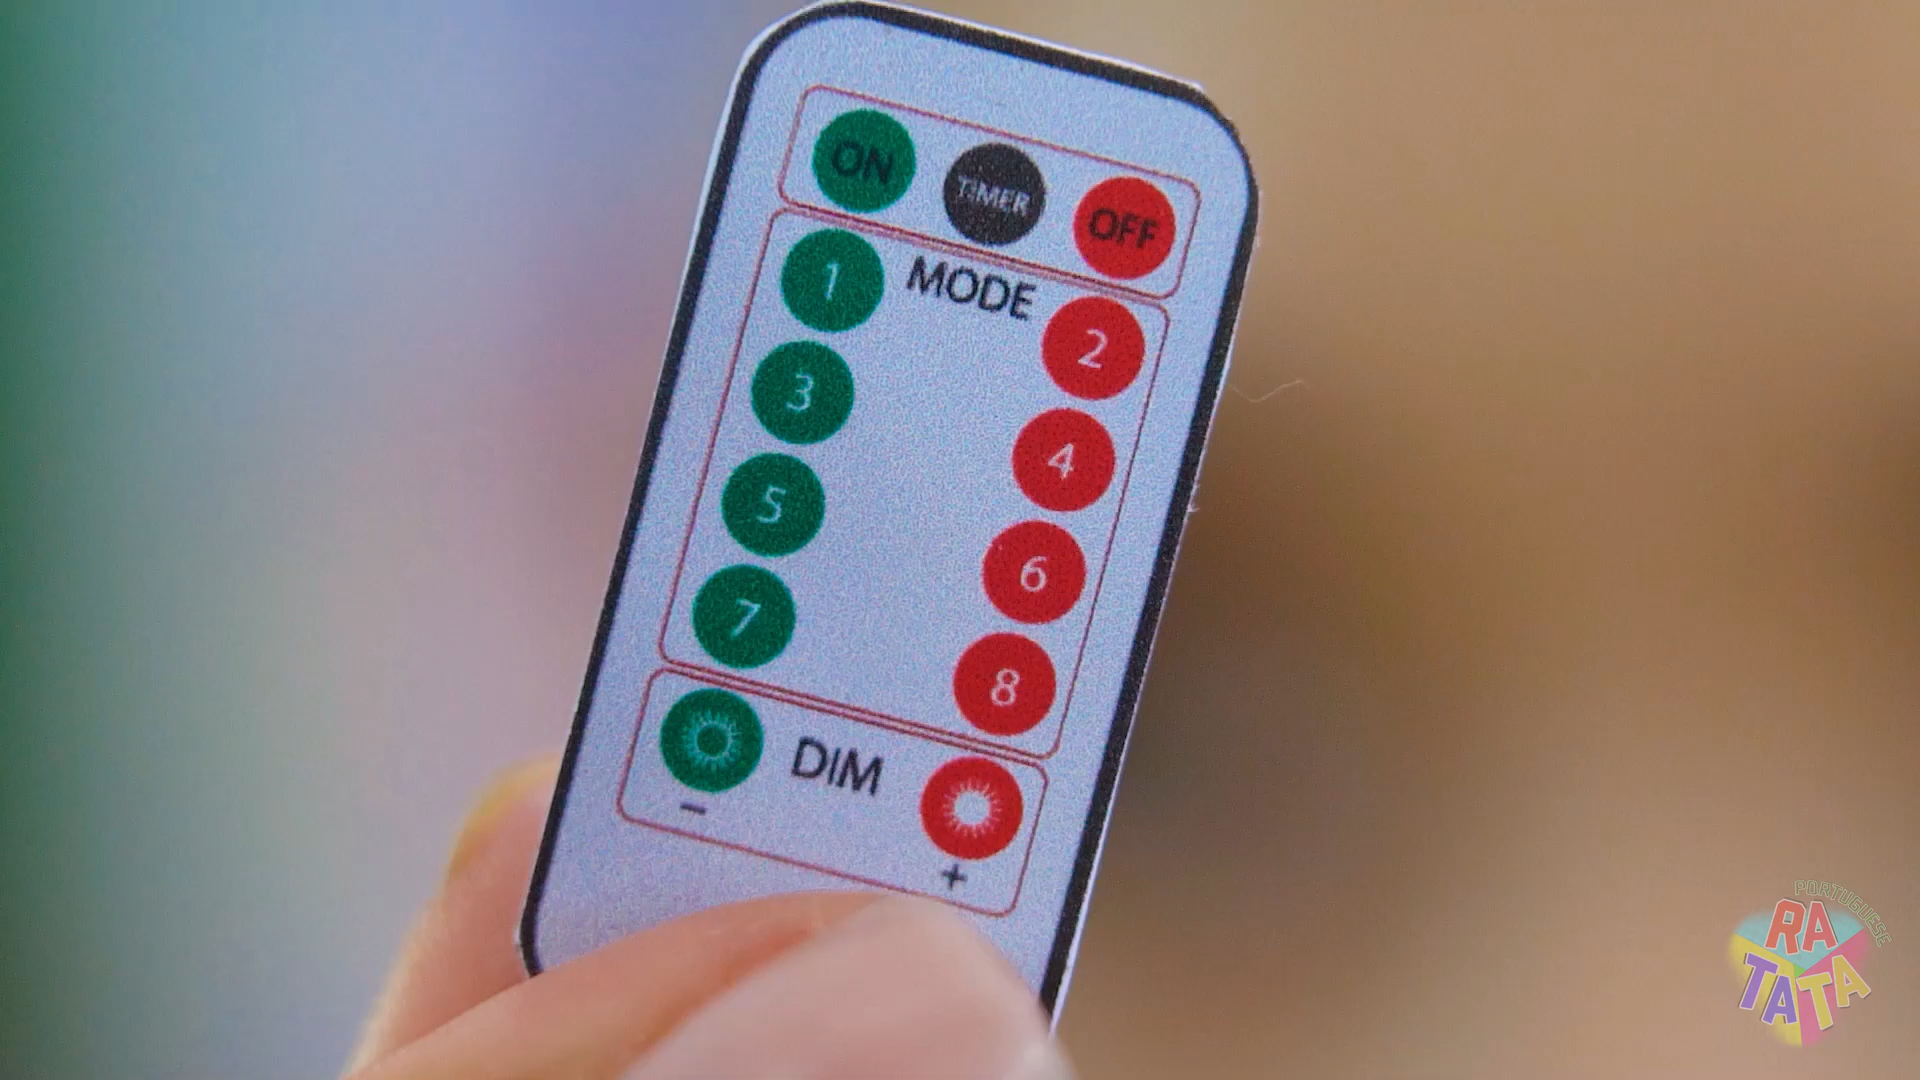 ON TIMER OFF
1 MODE 2
3 4
5 6
7 8
DIM
- +
PORTUGUESE
RA
TATA